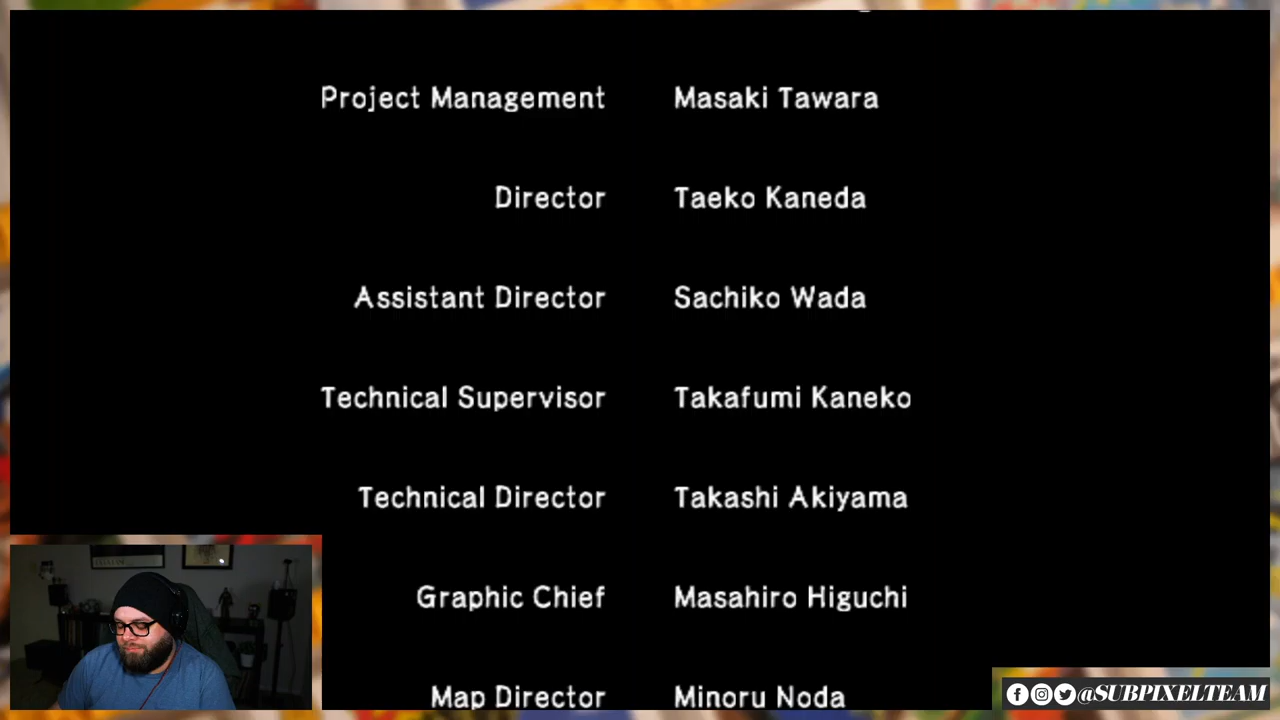 Project Management Masaki Tawara
Director Taeko Kaneda
Assistant Director Sachiko Wada
Technical Supervisor Takafumi Kaneko
Technical Director Takashi Akiyama
Graphic Chief Masahiro Higuchi
Map Director Minoru Noda
@SUBPIXELTEAM